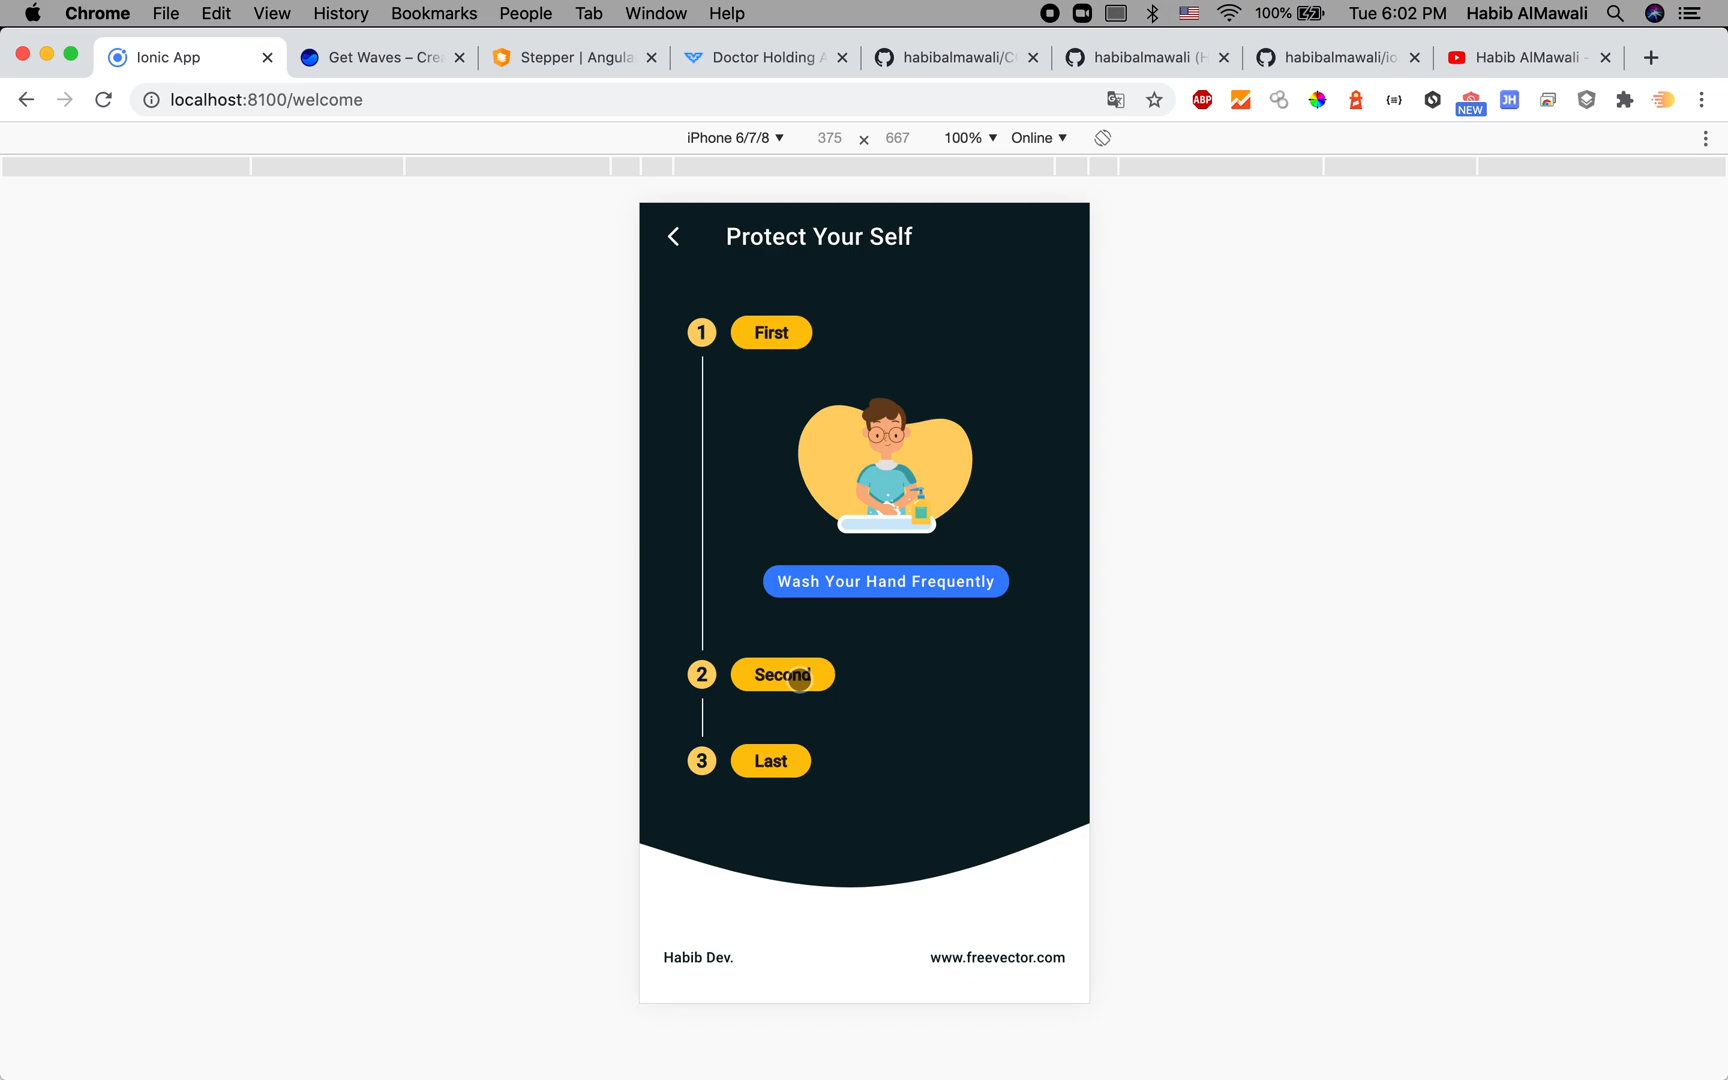 Chrome File Edit View History Bookmarks People Tab Window Help 100% Tue 6:02 PM Habib AlMawali
Ionic App Get Waves – Cre Stepper | Angula Doctor Holding A habibalmawali/C habibalmawali (H habibalmawali/io Habib AlMawali -
localhost:8100/welcome ABP {≡} NEW JH
iPhone 6/7/8 375 × 667 100% Online
Protect Your Self
1 First
Wash Your Hand Frequently
2 Second
3 Last
Habib Dev. www.freevector.com